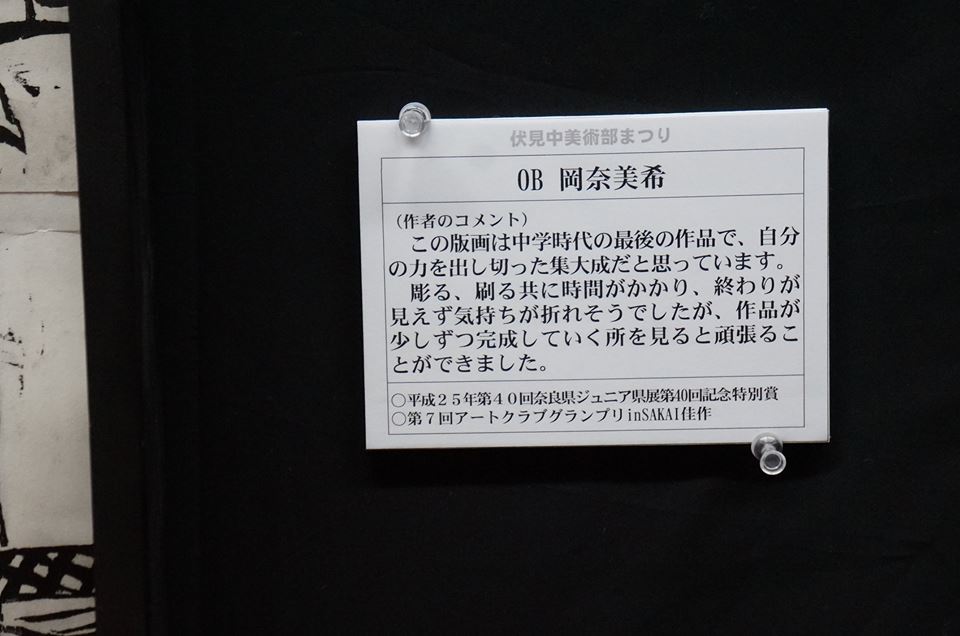 伏見中美術部まつり
OB 岡奈美希
（作者のコメント）
この版画は中学時代の最後の作品で、自分
の力を出し切った集大成だと思っています。
彫る、刷る共に時間がかかり、終わりが
見えず気持ちが折れそうでしたが、作品が
少しずつ完成していく所を見ると頑張るこ
とができました。
○平成２５年第４０回奈良県ジュニア県展第40回記念特別賞
○第７回アートクラブグランプリinSAKAI佳作